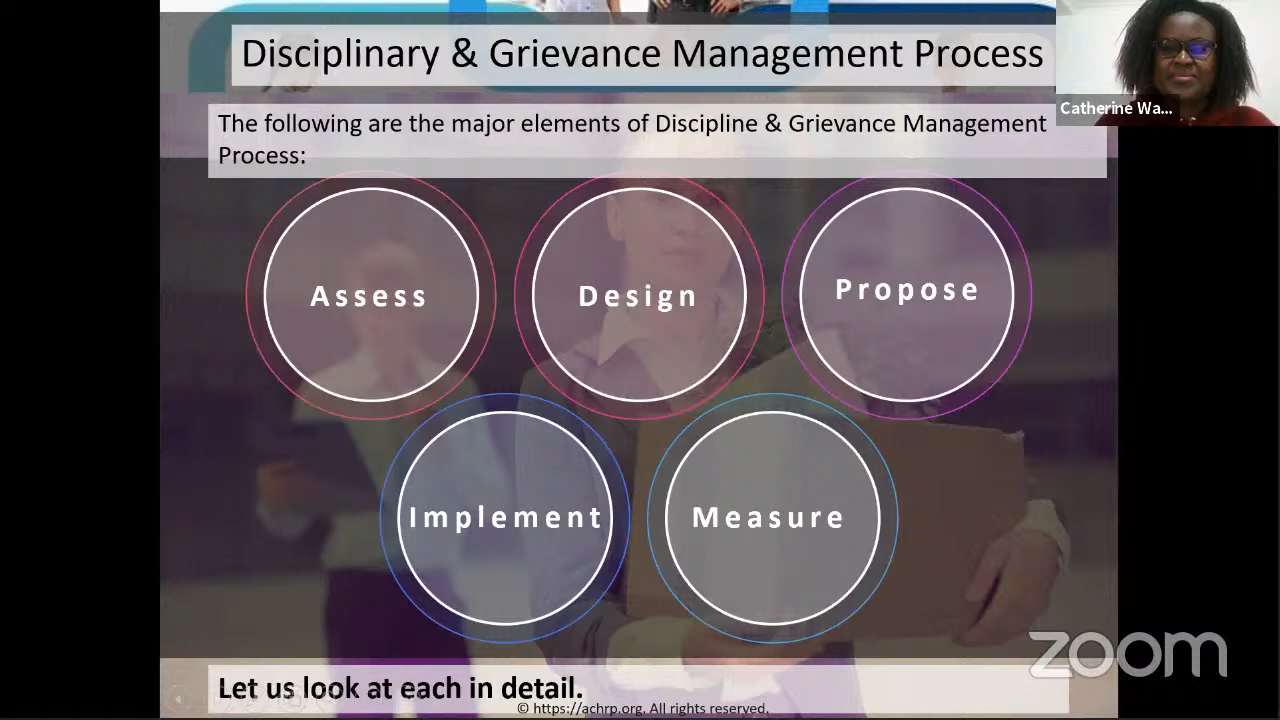 Disciplinary & Grievance Management Process
Catherine Wa...
The following are the major elements of Discipline & Grievance Management
Process:
Assess
Design
Propose
Implement
Measure
zoom
Let us look at each in detail.
© https://achrp.org. All rights reserved.